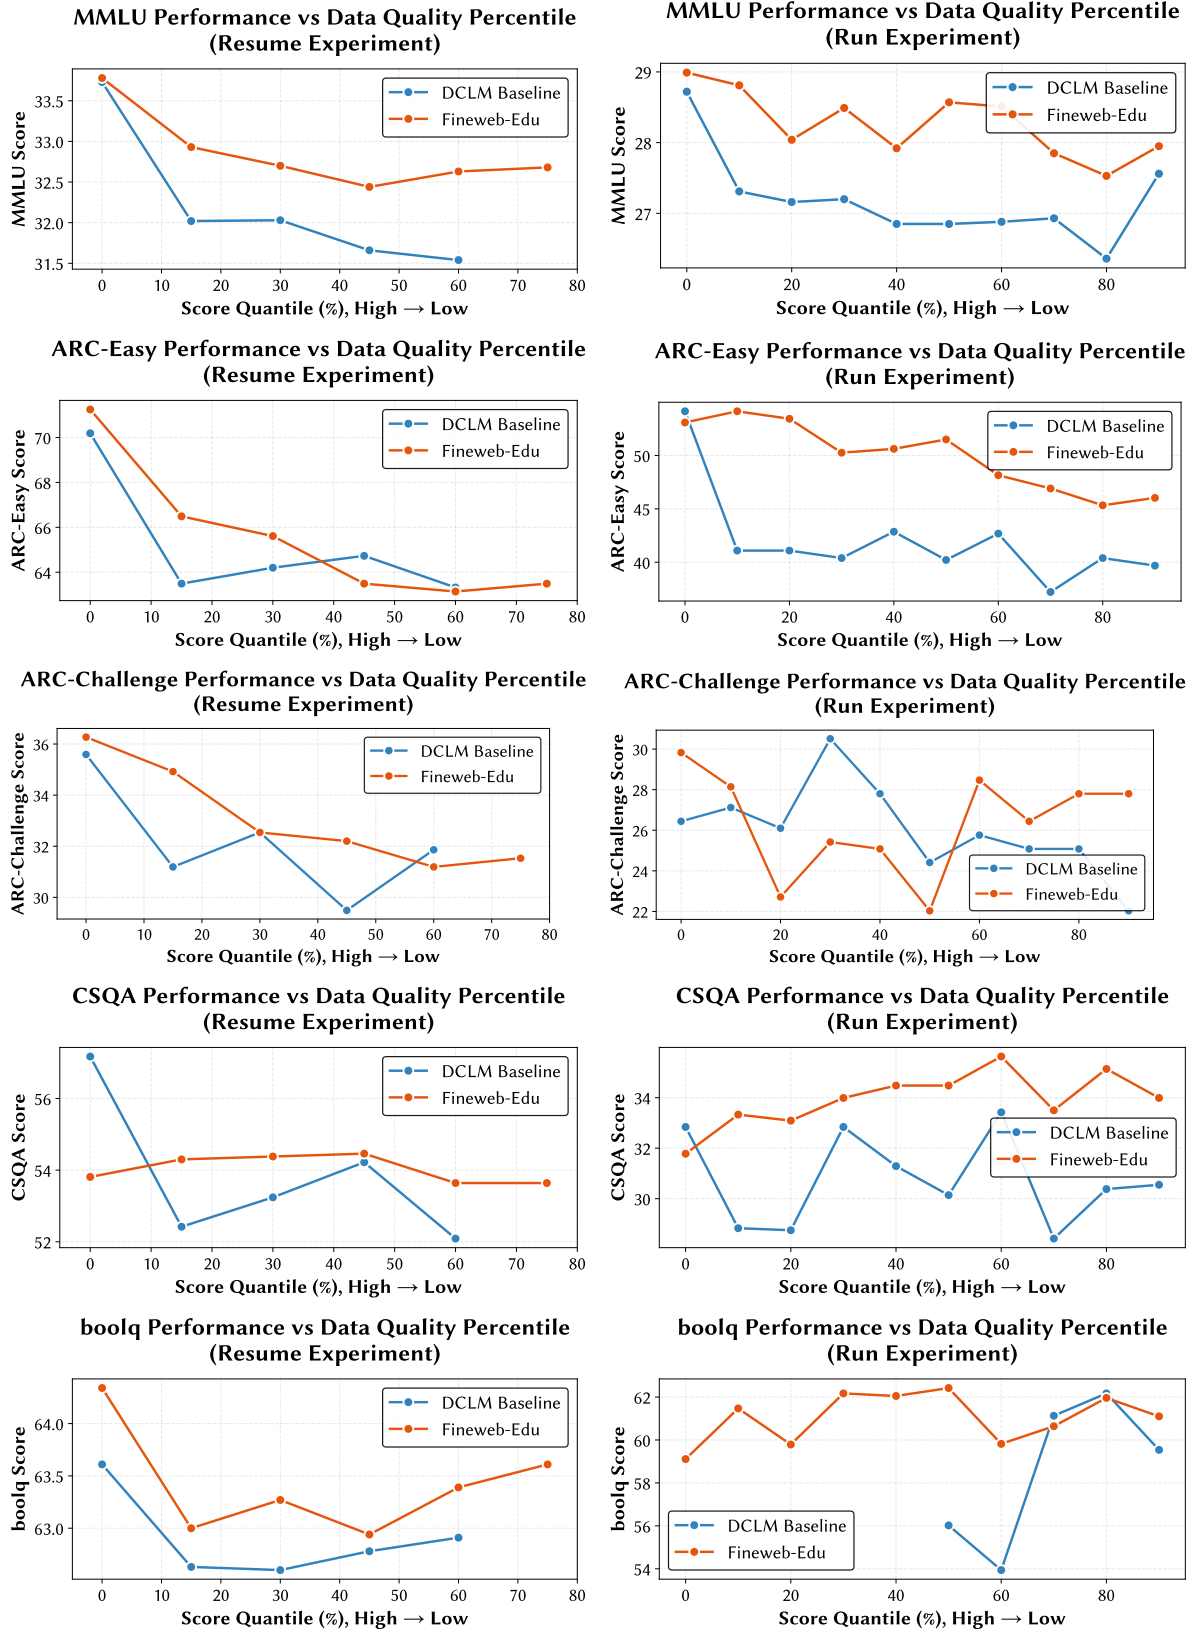 MMLU Performance vs Data Quality Percentile
(Resume Experiment)
MMLU Score
33.5
33.0
32.5
32.0
31.5
DCLM Baseline
Fineweb-Edu
0 10 20 30 40 50 60 70 80
Score Quantile (%), High → Low
MMLU Performance vs Data Quality Percentile
(Run Experiment)
MMLU Score
29
28
27
DCLM Baseline
Fineweb-Edu
0 20 40 60 80
Score Quantile (%), High → Low
ARC-Easy Performance vs Data Quality Percentile
(Resume Experiment)
ARC-Easy Score
70
68
66
64
DCLM Baseline
Fineweb-Edu
0 10 20 30 40 50 60 70 80
Score Quantile (%), High → Low
ARC-Easy Performance vs Data Quality Percentile
(Run Experiment)
ARC-Easy Score
50
45
40
DCLM Baseline
Fineweb-Edu
0 20 40 60 80
Score Quantile (%), High → Low
ARC-Challenge Performance vs Data Quality Percentile
(Resume Experiment)
ARC-Challenge Score
36
34
32
30
DCLM Baseline
Fineweb-Edu
0 10 20 30 40 50 60 70 80
Score Quantile (%), High → Low
ARC-Challenge Performance vs Data Quality Percentile
(Run Experiment)
ARC-Challenge Score
30
28
26
24
22
DCLM Baseline
Fineweb-Edu
0 20 40 60 80
Score Quantile (%), High → Low
CSQA Performance vs Data Quality Percentile
(Resume Experiment)
CSQA Score
56
54
52
DCLM Baseline
Fineweb-Edu
0 10 20 30 40 50 60 70 80
Score Quantile (%), High → Low
CSQA Performance vs Data Quality Percentile
(Run Experiment)
CSQA Score
34
32
30
DCLM Baseline
Fineweb-Edu
0 20 40 60 80
Score Quantile (%), High → Low
boolq Performance vs Data Quality Percentile
(Resume Experiment)
boolq Score
64.0
63.5
63.0
DCLM Baseline
Fineweb-Edu
0 10 20 30 40 50 60 70 80
Score Quantile (%), High → Low
boolq Performance vs Data Quality Percentile
(Run Experiment)
boolq Score
62
60
58
56
54
DCLM Baseline
Fineweb-Edu
0 20 40 60 80
Score Quantile (%), High → Low